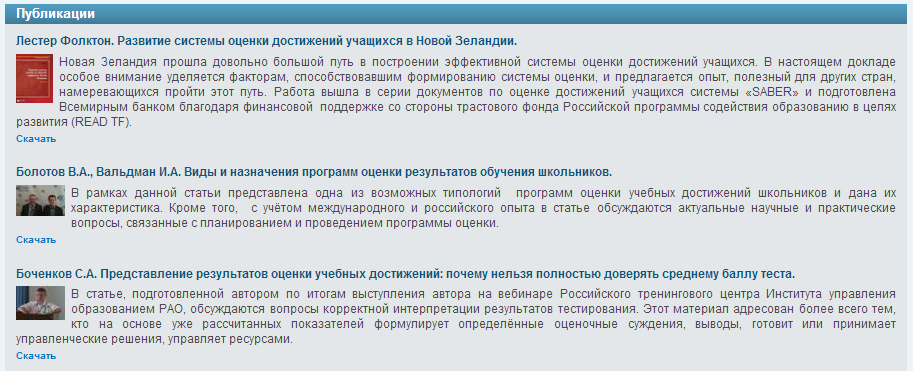 Публикации
Лестер Фолктон. Развитие системы оценки достижений учащихся в Новой Зеландии.
Новая Зеландия прошла довольно большой путь в построении эффективной системы оценки достижений учащихся. В настоящем докладе
особое внимание уделяется факторам, способствовавшим формированию системы оценки, и предлагается опыт, полезный для других стран,
намеревающихся пройти этот путь. Работа вышла в серии документов по оценке достижений учащихся системы «SABER» и подготовлена
Всемирным банком благодаря финансовой поддержке со стороны трастового фонда Российской программы содействия образованию в целях
развития (READ TF).
Скачать
Болотов В.А., Вальдман И.А. Виды и назначения программ оценки результатов обучения школьников.
В рамках данной статьи представлена одна из возможных типологий программ оценки учебных достижений школьников и дана их
характеристика. Кроме того, с учётом международного и российского опыта в статье обсуждаются актуальные научные и практические
вопросы, связанные с планированием и проведением программы оценки.
Скачать
Боченков С.А. Представление результатов оценки учебных достижений: почему нельзя полностью доверять среднему баллу теста.
В статье, подготовленной автором по итогам выступления автора на вебинаре Российского тренингового центра Института управления
образованием РАО, обсуждаются вопросы корректной интерпретации результатов тестирования. Этот материал адресован более всего тем,
кто на основе уже рассчитанных показателей формулирует определённые оценочные суждения, выводы, готовит или принимает
управленческие решения, управляет ресурсами.
Скачать